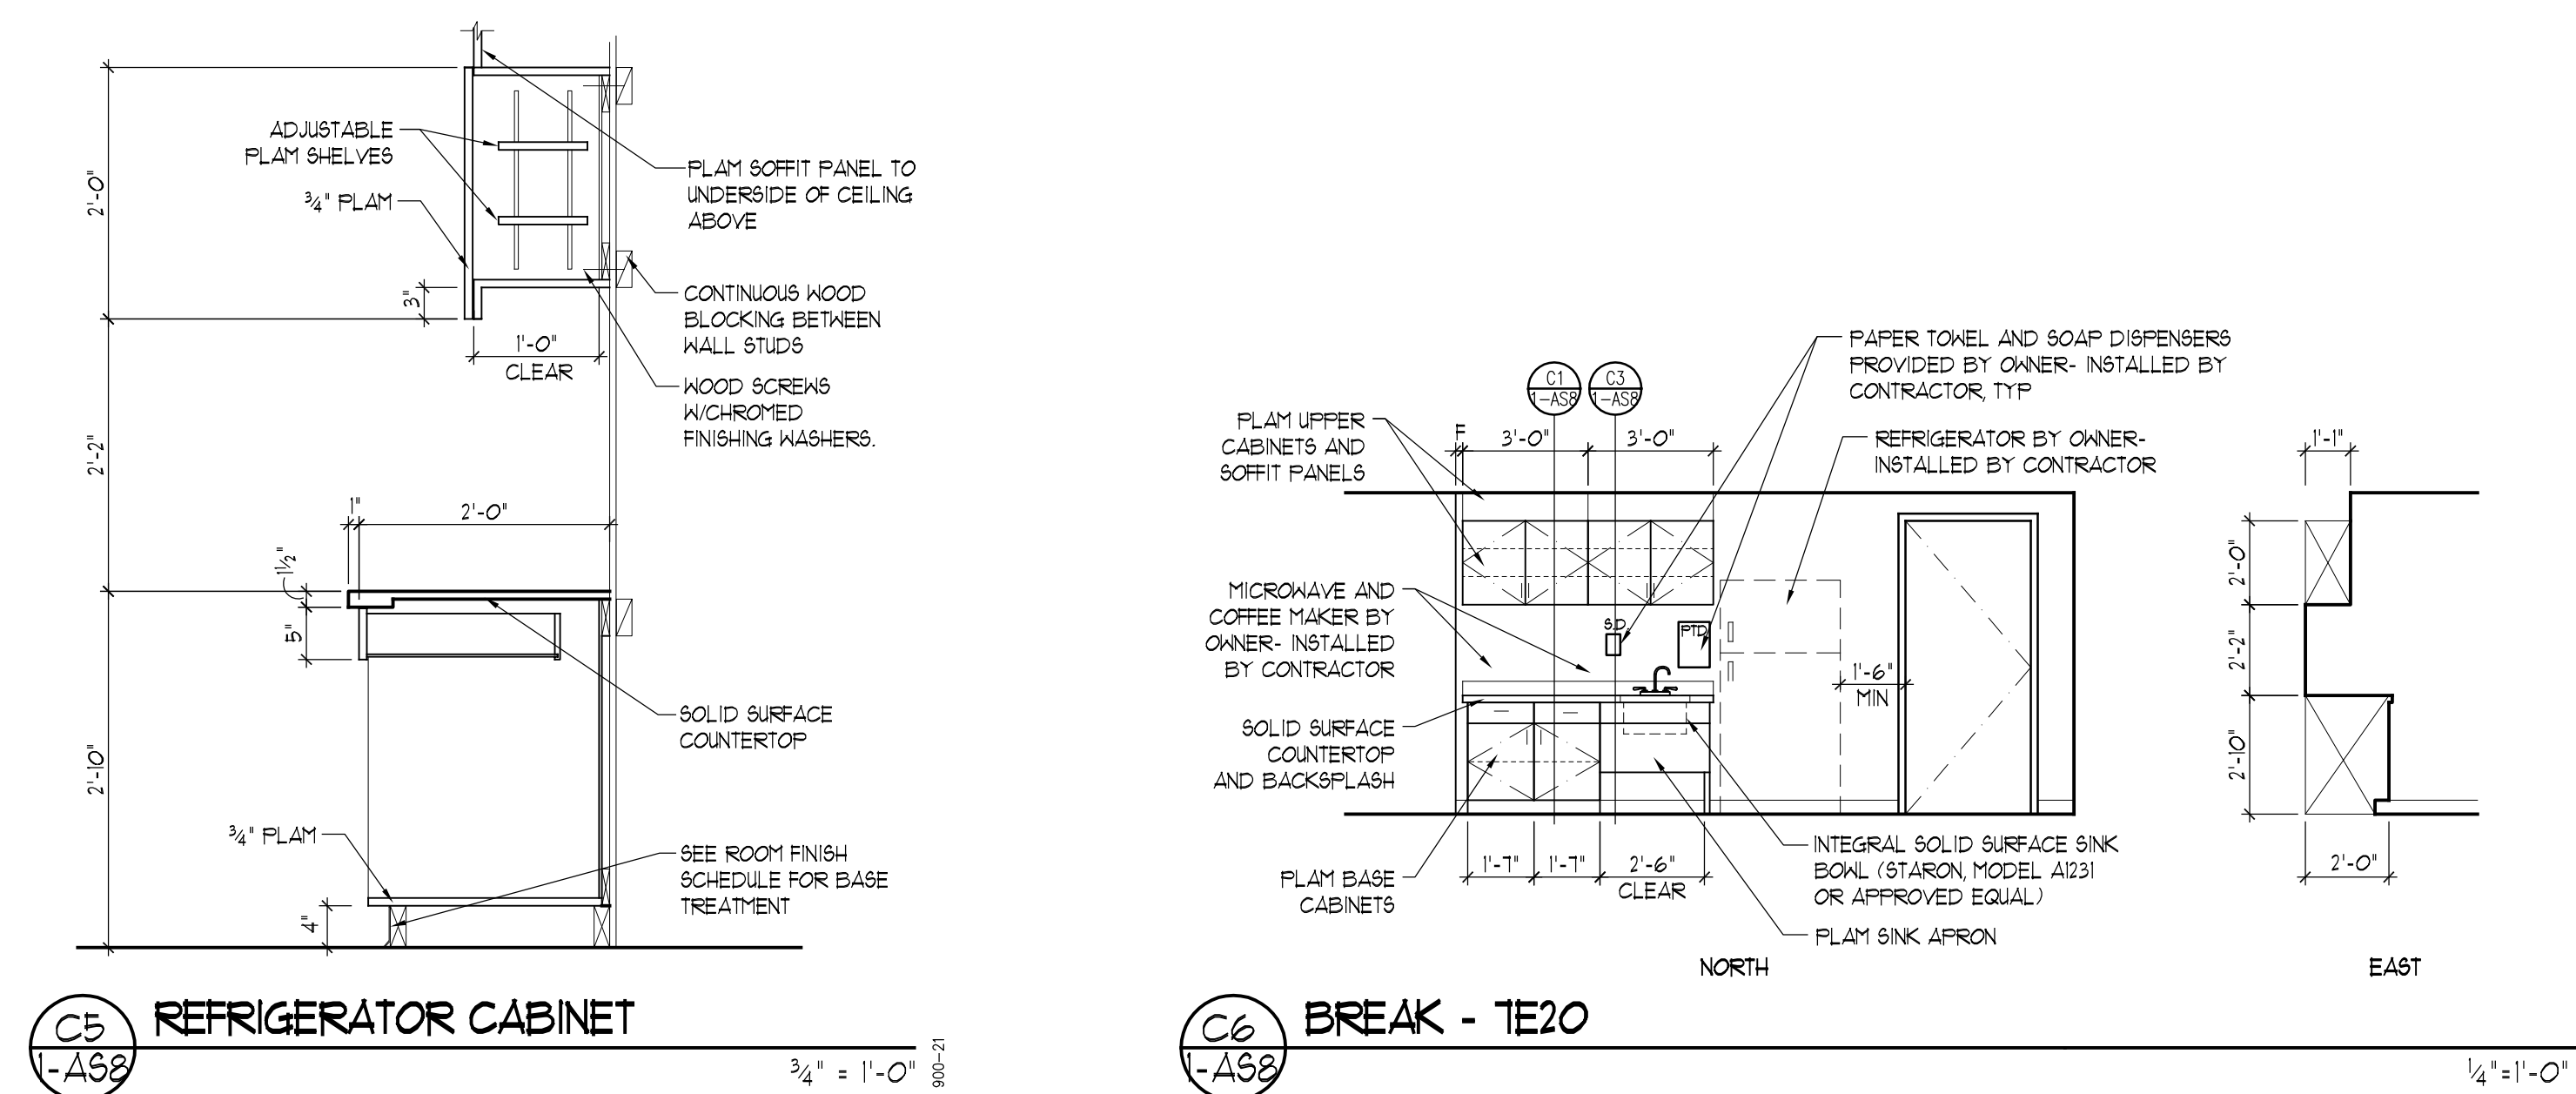 ADJUSTABLE
PLAM SHELVES
3/4" PLAM
2'-0"
3"
1'-0"
CLEAR
PLAM SOFFIT PANEL TO
UNDERSIDE OF CEILING
ABOVE
CONTINUOUS WOOD
BLOCKING BETWEEN
WALL STUDS
WOOD SCREWS
W/CHROMED
FINISHING WASHERS.
2'-2"
1"
2'-0"
1 1/2"
5"
SOLID SURFACE
COUNTERTOP
2'-10"
3/4" PLAM
4"
SEE ROOM FINISH
SCHEDULE FOR BASE
TREATMENT
C5
1-AS8
REFRIGERATOR CABINET
3/4" = 1'-0"
900-21
C1
1-AS8
C3
1-AS8
PAPER TOWEL AND SOAP DISPENSERS
PROVIDED BY OWNER- INSTALLED BY
CONTRACTOR, TYP
PLAM UPPER
CABINETS AND
SOFFIT PANELS
F
3'-0"
3'-0"
REFRIGERATOR BY OWNER-
INSTALLED BY CONTRACTOR
MICROWAVE AND
COFFEE MAKER BY
OWNER- INSTALLED
BY CONTRACTOR
S.D.
PTD
1'-6"
MIN
SOLID SURFACE
COUNTERTOP
AND BACKSPLASH
1'-7"
1'-7"
2'-6"
CLEAR
PLAM BASE
CABINETS
INTEGRAL SOLID SURFACE SINK
BOWL (STARON, MODEL A1231
OR APPROVED EQUAL)
PLAM SINK APRON
NORTH
1'-1"
2'-0"
2'-2"
2'-10"
2'-0"
EAST
C6
1-AS8
BREAK - TE20
1/4"=1'-0"